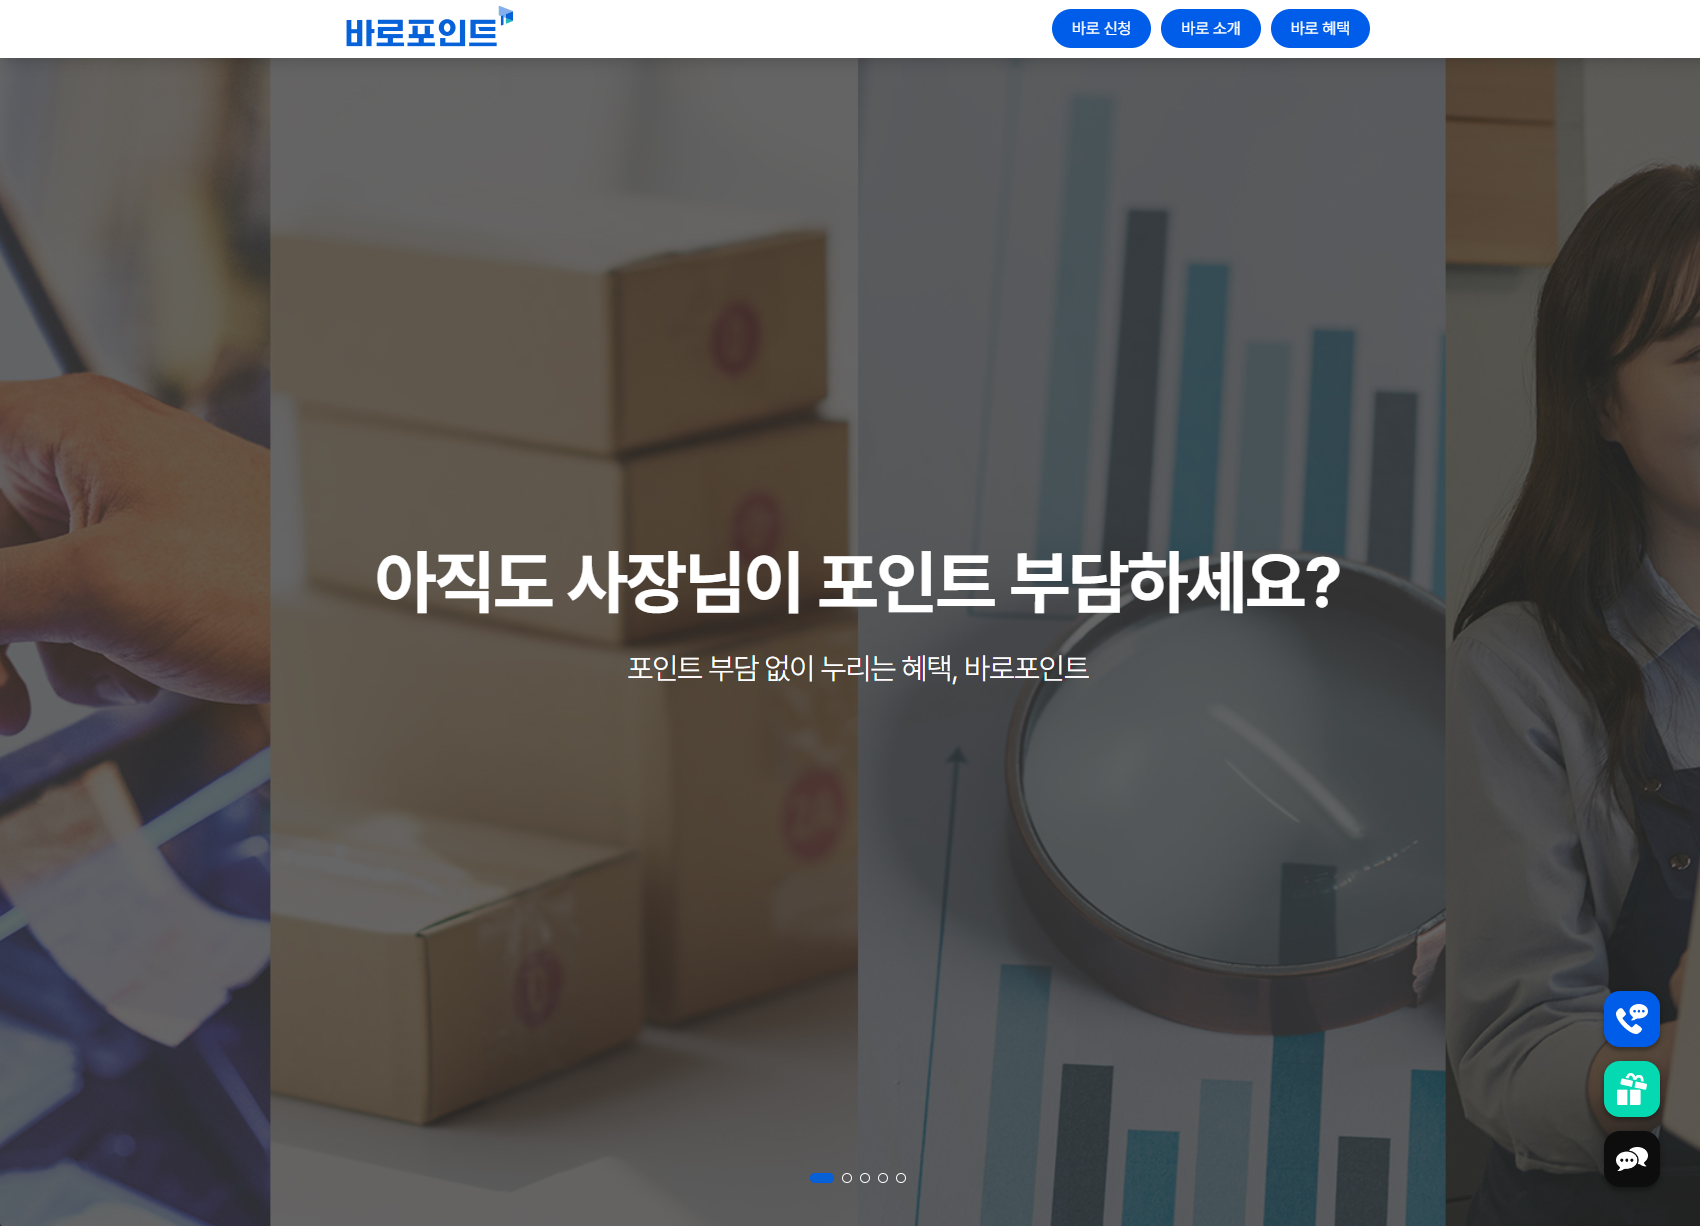 바로포인트
바로 신청
바로 소개
바로 혜택
아직도 사장님이 포인트 부담하세요?
포인트 부담 없이 누리는 혜택, 바로포인트